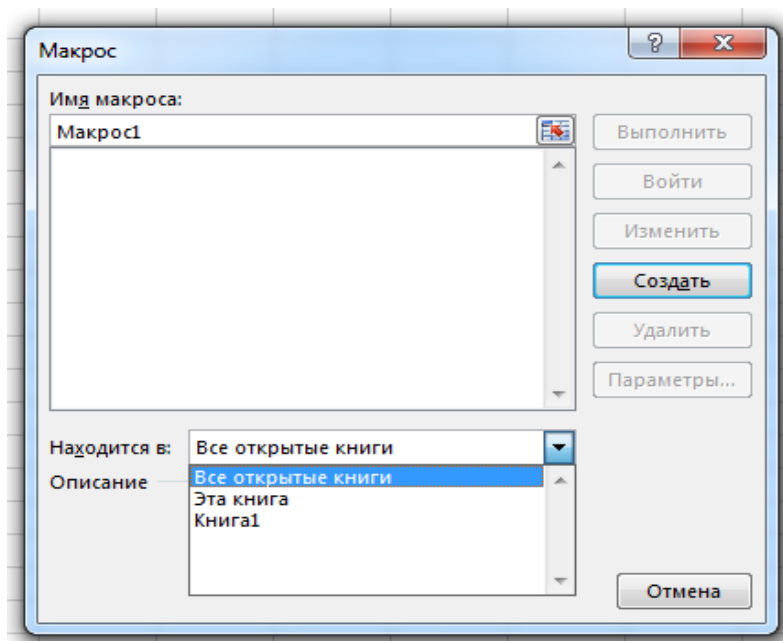 Макрос
Имя макроса:
Макрос1
Выполнить
Войти
Изменить
Создать
Удалить
Параметры...
Находится в: Все открытые книги
Описание
Все открытые книги
Эта книга
Книга1
Отмена